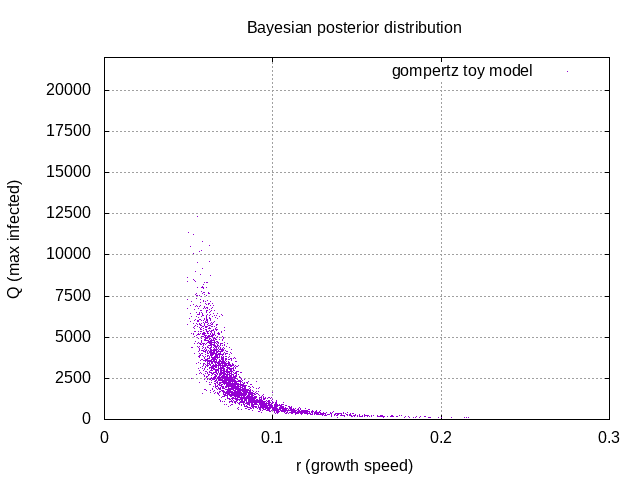 Bayesian posterior distribution
gompertz toy model
20000
17500
15000
12500
10000
7500
5000
2500
0
Q (max infected)
0 0.1 0.2 0.3
r (growth speed)